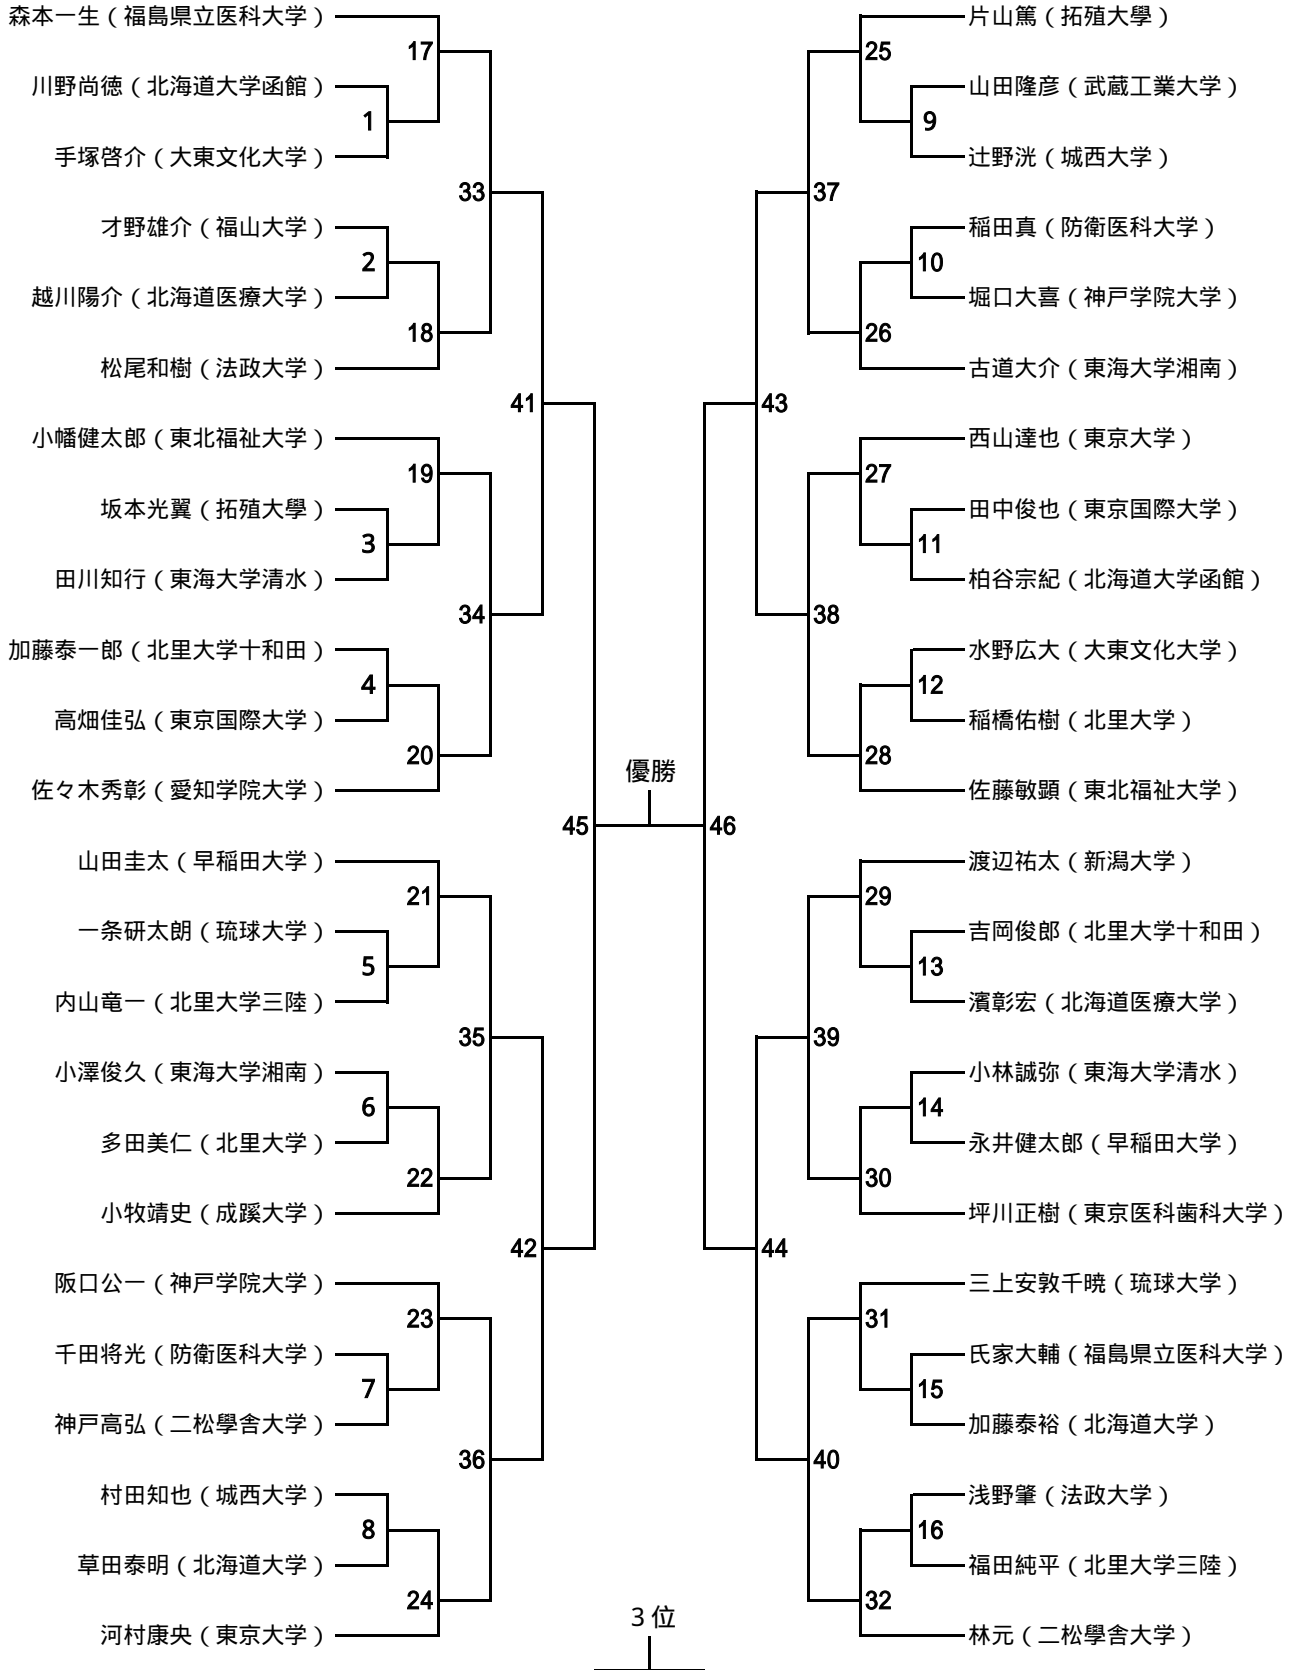 森本一生（福島県立医科大学）
17
川野尚徳（北海道大学函館）
1
手塚啓介（大東文化大学）
33
才野雄介（福山大学）
2
越川陽介（北海道医療大学）
18
松尾和樹（法政大学）
41
小幡健太郎（東北福祉大学）
19
坂本光翼（拓殖大學）
3
田川知行（東海大学清水）
34
加藤泰一郎（北里大学十和田）
4
高畑佳弘（東京国際大学）
20
佐々木秀彰（愛知学院大学）
45
山田圭太（早稲田大学）
21
一条研太朗（琉球大学）
5
内山竜一（北里大学三陸）
35
小澤俊久（東海大学湘南）
6
多田美仁（北里大学）
22
小牧靖史（成蹊大学）
42
阪口公一（神戸学院大学）
23
千田将光（防衛医科大学）
7
神戸高弘（二松學舎大学）
36
村田知也（城西大学）
8
草田泰明（北海道大学）
24
河村康央（東京大学）
優勝
3位
片山篤（拓殖大學）
25
山田隆彦（武蔵工業大学）
9
辻野洸（城西大学）
37
稲田真（防衛医科大学）
10
堀口大喜（神戸学院大学）
26
古道大介（東海大学湘南）
43
西山達也（東京大学）
27
田中俊也（東京国際大学）
11
柏谷宗紀（北海道大学函館）
38
水野広大（大東文化大学）
12
稲橋佑樹（北里大学）
28
佐藤敏顕（東北福祉大学）
46
渡辺祐太（新潟大学）
29
吉岡俊郎（北里大学十和田）
13
濱彰宏（北海道医療大学）
39
小林誠弥（東海大学清水）
14
永井健太郎（早稲田大学）
30
坪川正樹（東京医科歯科大学）
44
三上安敦千暁（琉球大学）
31
氏家大輔（福島県立医科大学）
15
加藤泰裕（北海道大学）
40
浅野肇（法政大学）
16
福田純平（北里大学三陸）
32
林元（二松學舎大学）